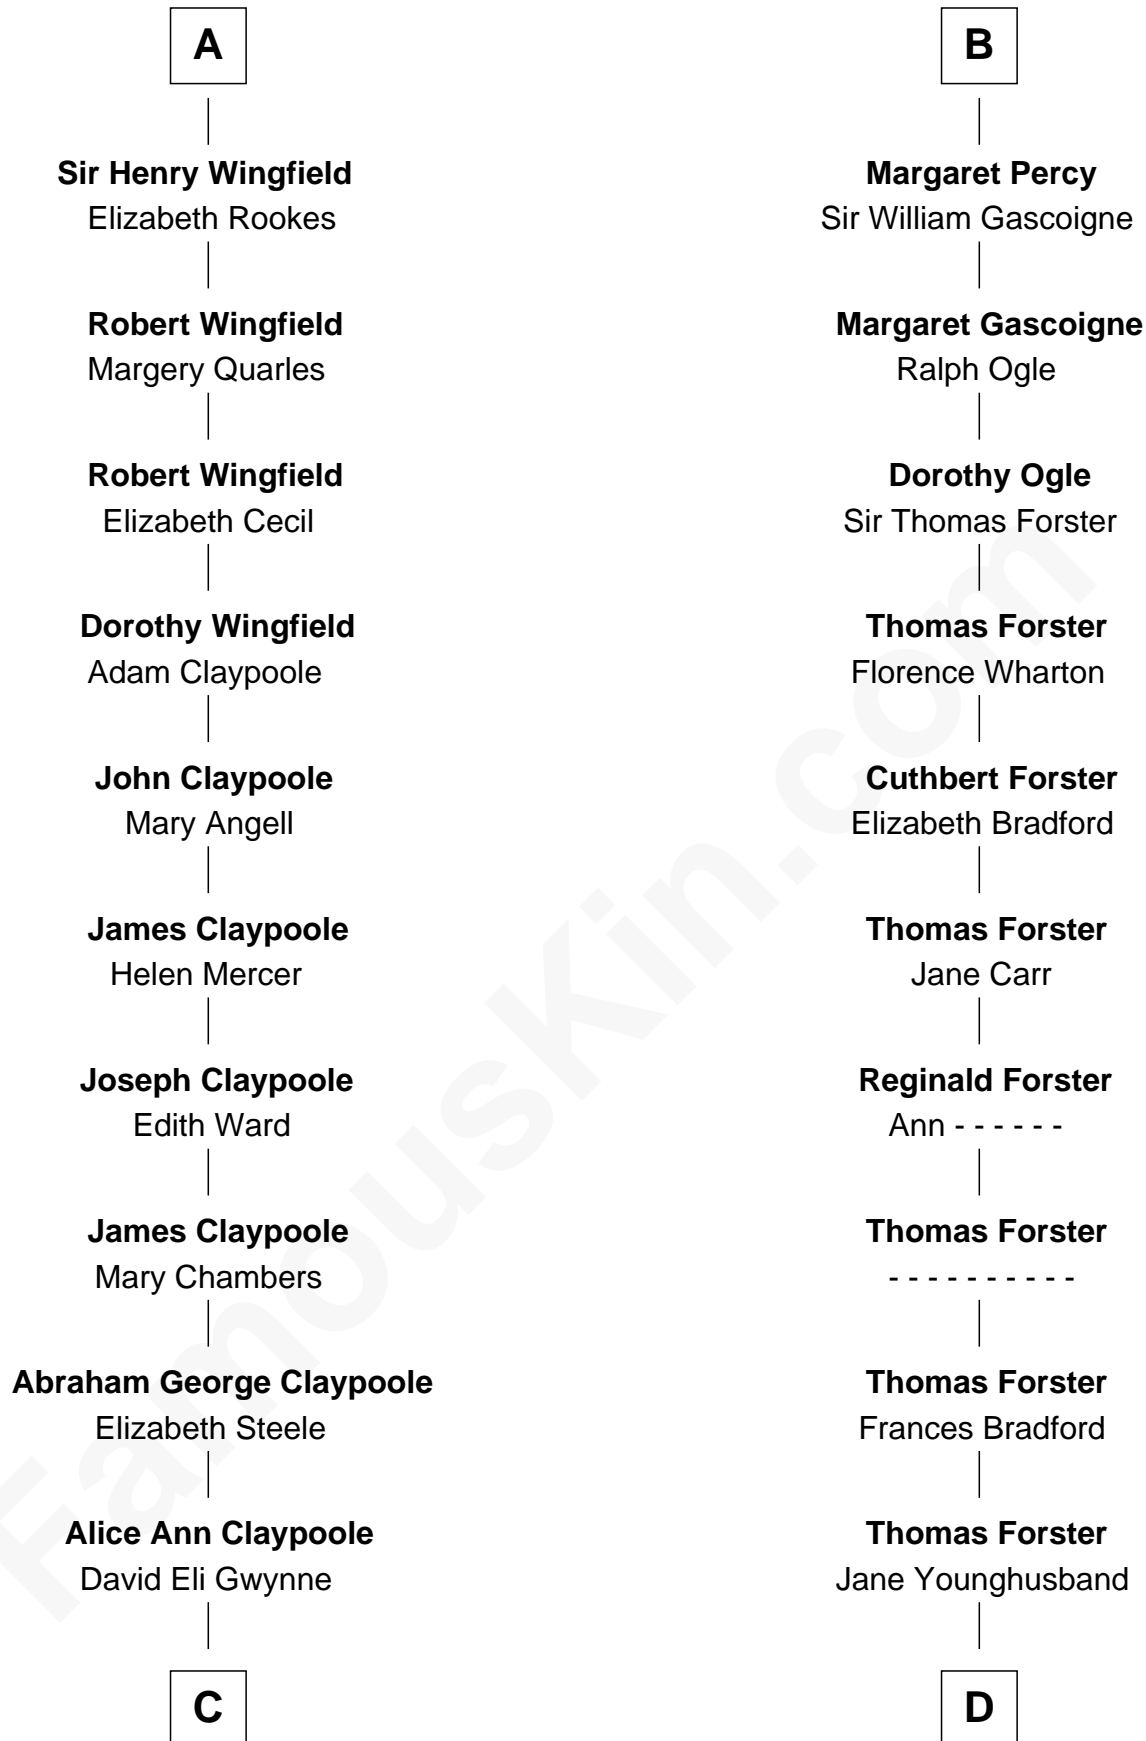 A
Sir Henry Wingfield
Elizabeth Rookes
Robert Wingfield
Margery Quarles
Robert Wingfield
Elizabeth Cecil
Dorothy Wingfield
Adam Claypoole
John Claypoole
Mary Angell
James Claypoole
Helen Mercer
Joseph Claypoole
Edith Ward
James Claypoole
Mary Chambers
Abraham George Claypoole
Elizabeth Steele
Alice Ann Claypoole
David Eli Gwynne
C
B
Margaret Percy
Sir William Gascoigne
Margaret Gascoigne
Ralph Ogle
Dorothy Ogle
Sir Thomas Forster
Thomas Forster
Florence Wharton
Cuthbert Forster
Elizabeth Bradford
Thomas Forster
Jane Carr
Reginald Forster
Ann - - - - - -
Thomas Forster
- - - - - - - - - -
Thomas Forster
Frances Bradford
Thomas Forster
Jane Younghusband
D
FamousKin.com